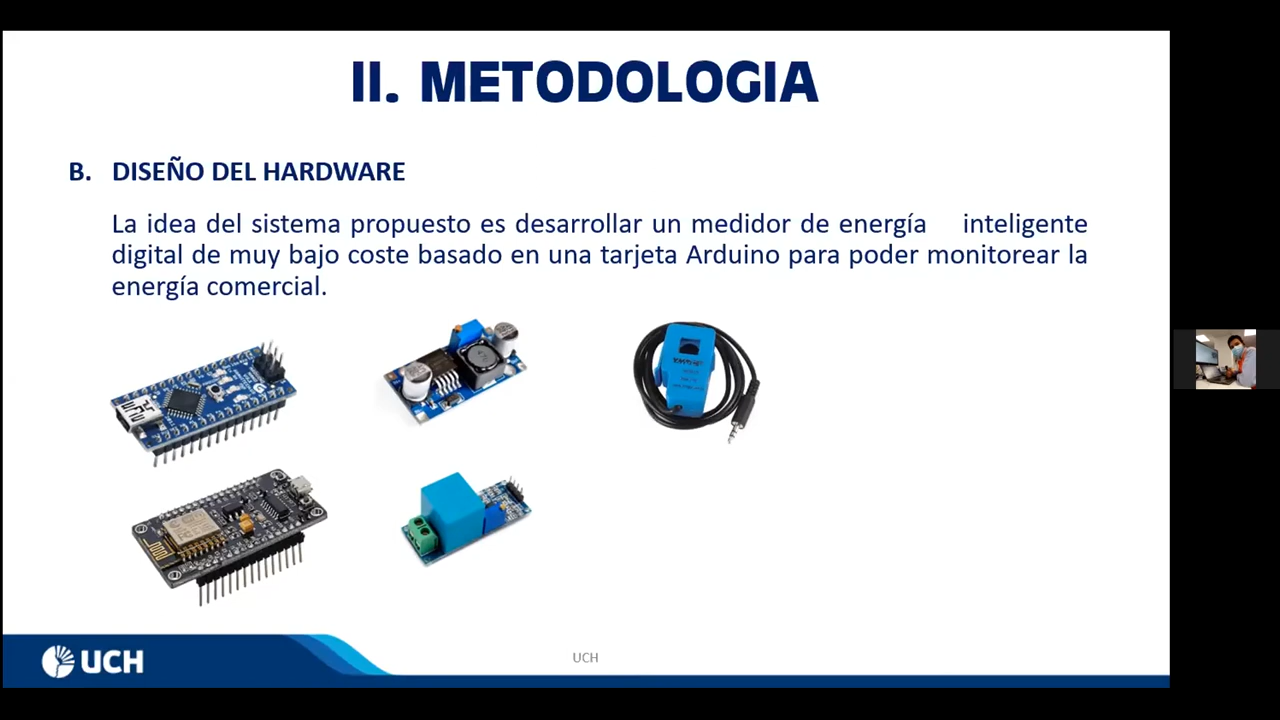 II. METODOLOGIA
B. DISEÑO DEL HARDWARE
La idea del sistema propuesto es desarrollar un medidor de energía inteligente
digital de muy bajo coste basado en una tarjeta Arduino para poder monitorear la
energía comercial.
UCH
UCH